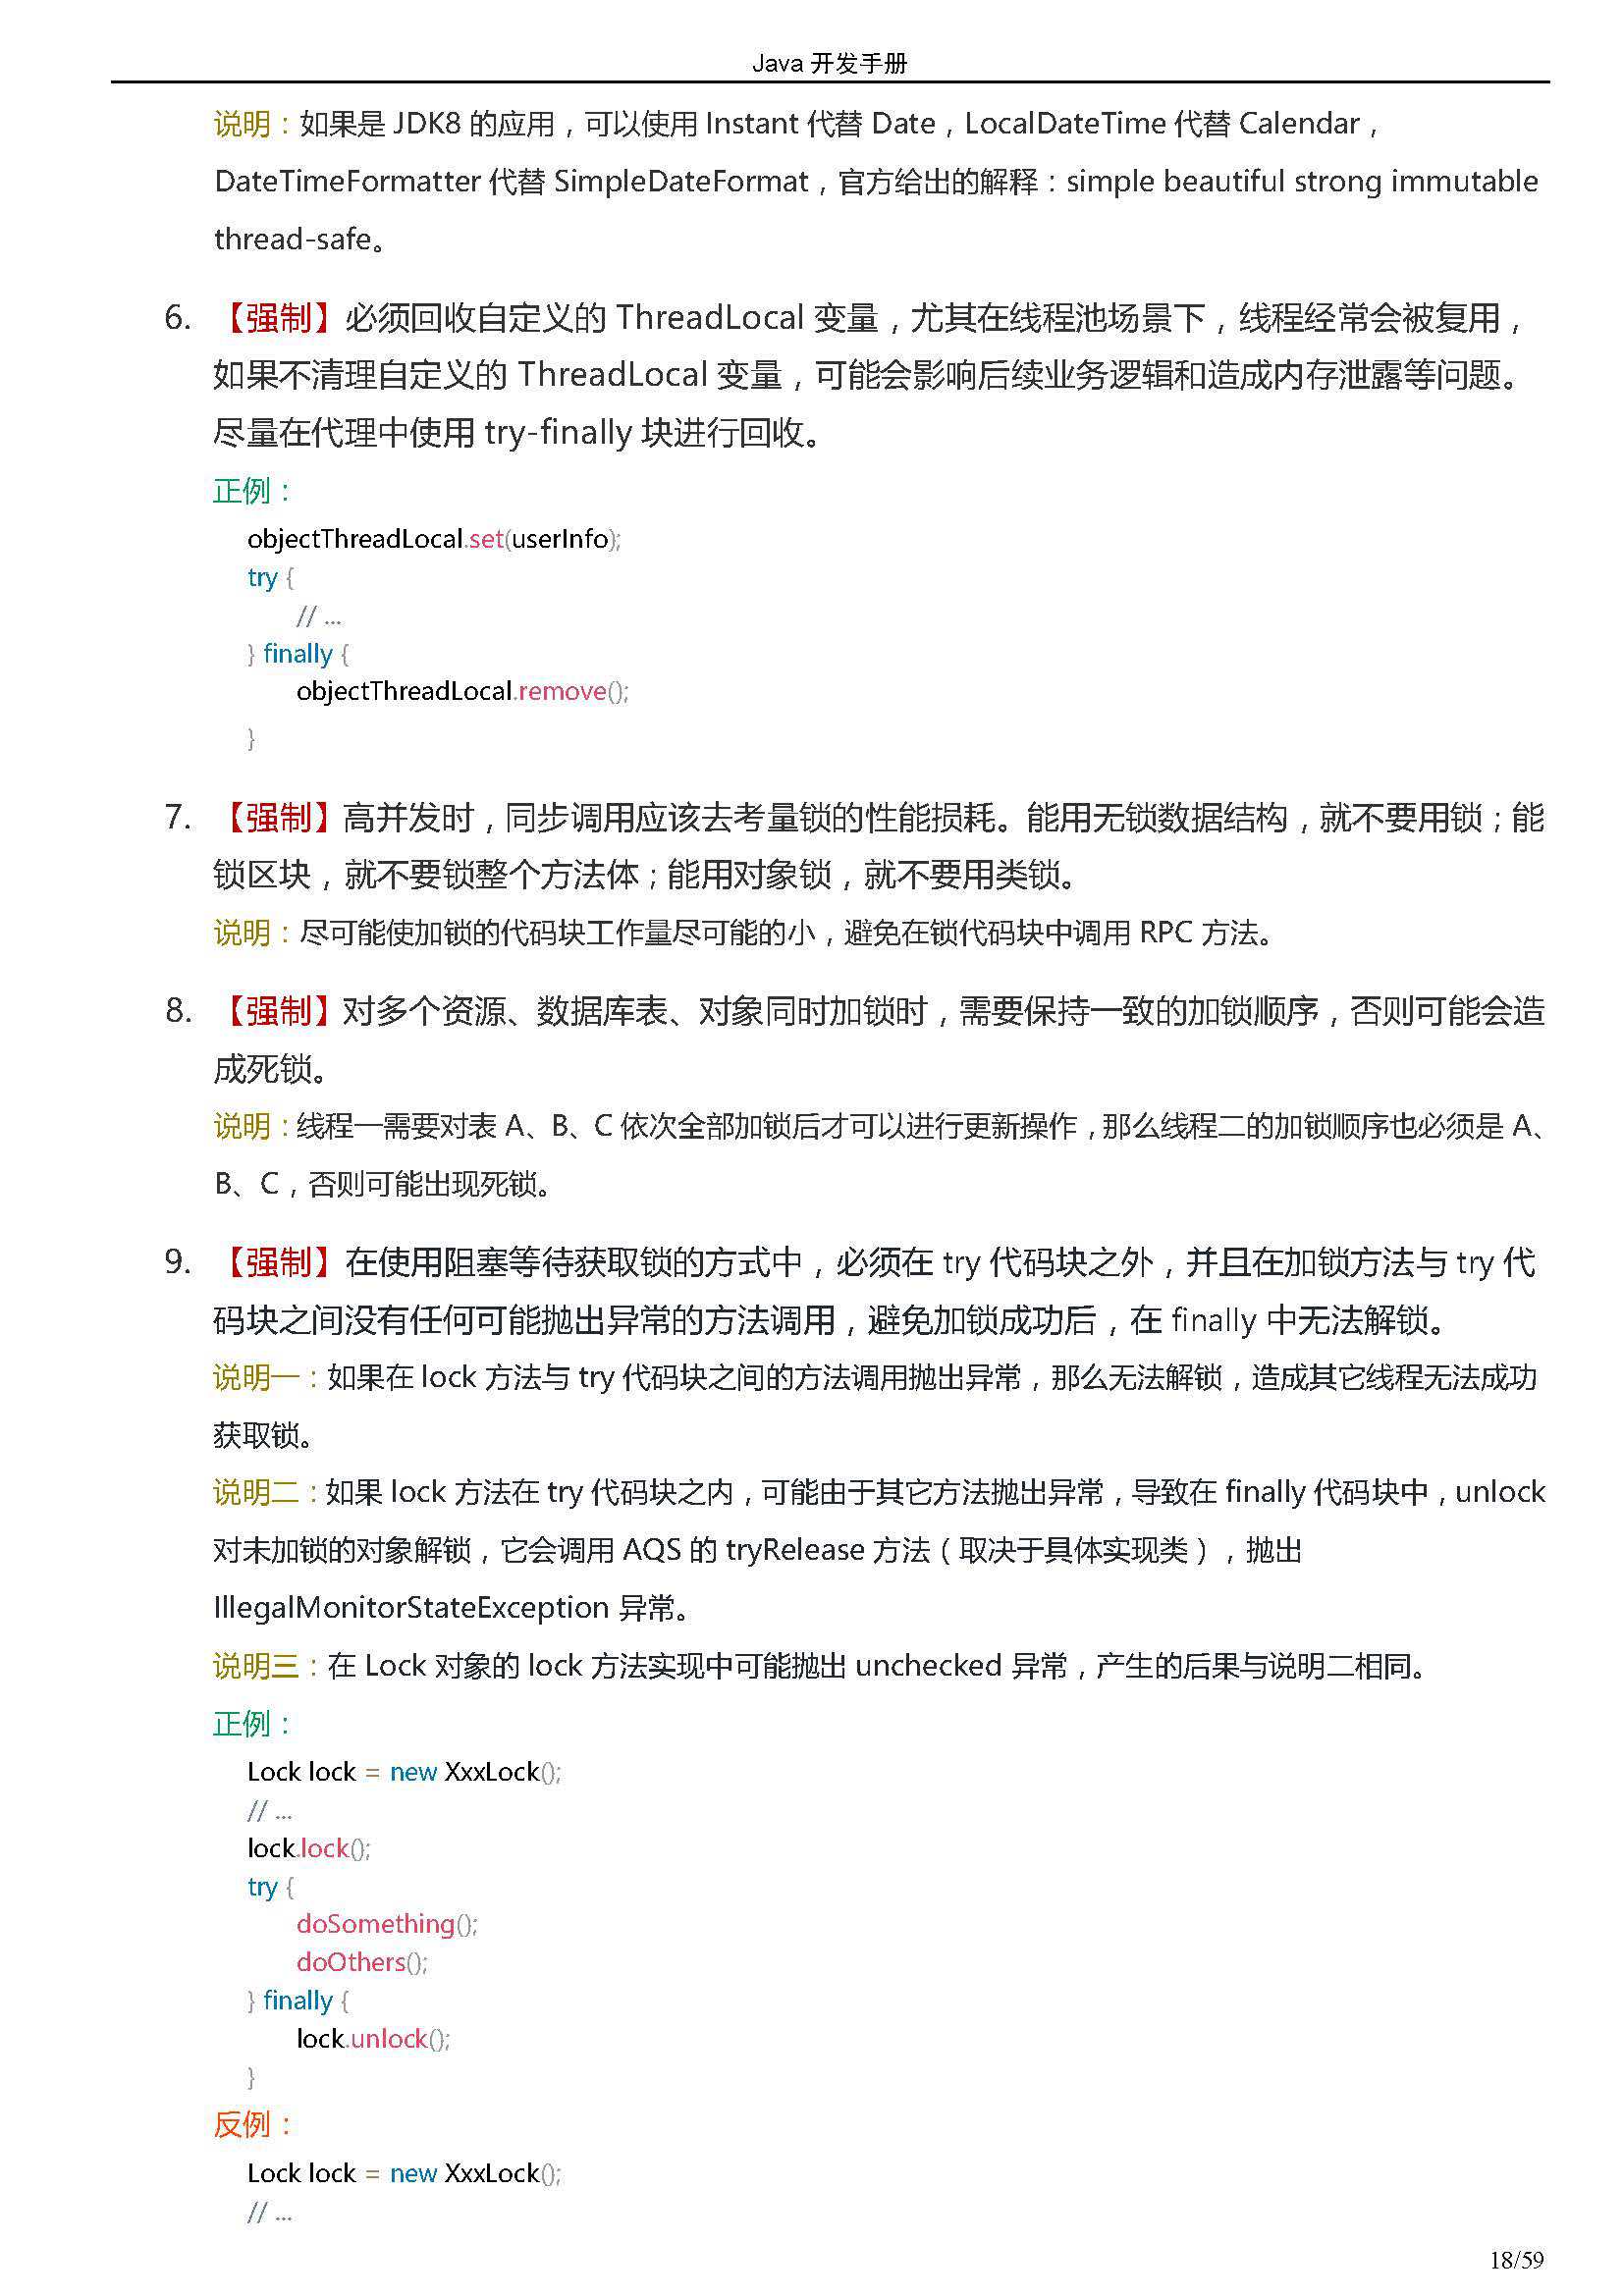 Java 开发手册
说明：如果是 JDK8 的应用，可以使用 Instant 代替 Date，LocalDateTime 代替 Calendar，
DateTimeFormatter 代替 SimpleDateFormat，官方给出的解释：simple beautiful strong immutable
thread-safe。
6. 【强制】必须回收自定义的 ThreadLocal 变量，尤其在线程池场景下，线程经常会被复用，
如果不清理自定义的 ThreadLocal 变量，可能会影响后续业务逻辑和造成内存泄露等问题。
尽量在代理中使用 try-finally 块进行回收。
正例：
objectThreadLocal.set(userInfo);
try {
// ...
} finally {
objectThreadLocal.remove();
}
7. 【强制】高并发时，同步调用应该去考量锁的性能损耗。能用无锁数据结构，就不要用锁；能
锁区块，就不要锁整个方法体；能用对象锁，就不要用类锁。
说明：尽可能使加锁的代码块工作量尽可能的小，避免在锁代码块中调用 RPC 方法。
8. 【强制】对多个资源、数据库表、对象同时加锁时，需要保持一致的加锁顺序，否则可能会造
成死锁。
说明：线程一需要对表 A、B、C 依次全部加锁后才可以进行更新操作，那么线程二的加锁顺序也必须是 A、
B、C，否则可能出现死锁。
9. 【强制】在使用阻塞等待获取锁的方式中，必须在 try 代码块之外，并且在加锁方法与 try 代
码块之间没有任何可能抛出异常的方法调用，避免加锁成功后，在 finally 中无法解锁。
说明一：如果在 lock 方法与 try 代码块之间的方法调用抛出异常，那么无法解锁，造成其它线程无法成功
获取锁。
说明二：如果 lock 方法在 try 代码块之内，可能由于其它方法抛出异常，导致在 finally 代码块中，unlock
对未加锁的对象解锁，它会调用 AQS 的 tryRelease 方法（取决于具体实现类），抛出
IllegalMonitorStateException 异常。
说明三：在 Lock 对象的 lock 方法实现中可能抛出 unchecked 异常，产生的后果与说明二相同。
正例：
Lock lock = new XxxLock();
// ...
lock.lock();
try {
doSomething();
doOthers();
} finally {
lock.unlock();
}
反例：
Lock lock = new XxxLock();
// ...
18/59